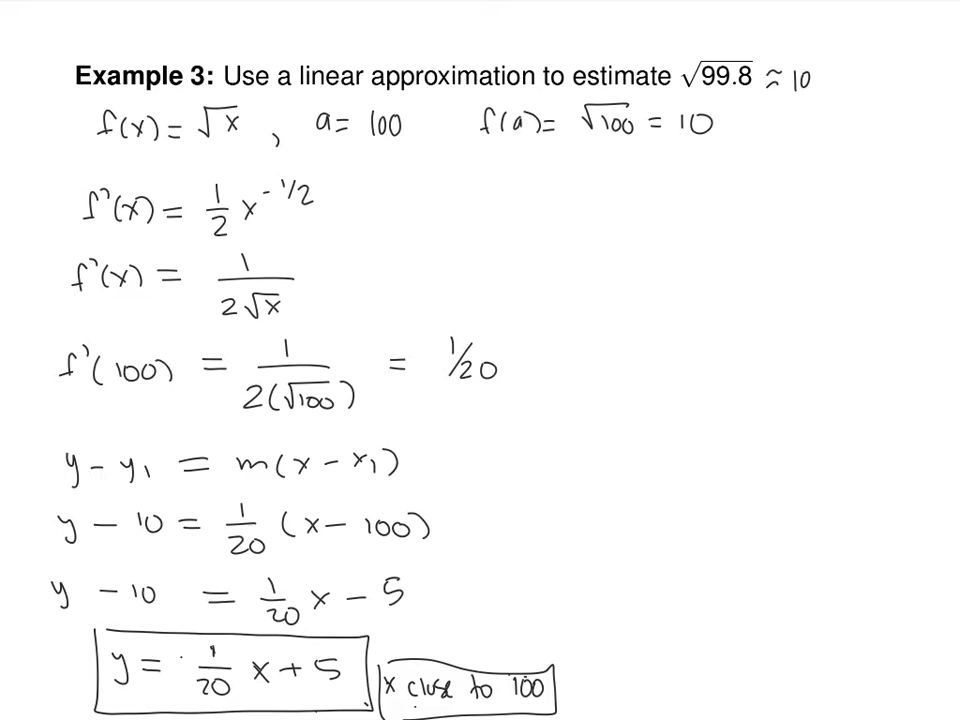 Example 3: Use a linear approximation to estimate √99.8 ≈ 10
f(x) = √x , a = 100 f(a) = √100 = 10
f'(x) = 1/2 x^-1/2
f'(x) = 1/(2√x)
f'(100) = 1/(2(√100)) = 1/20
y - y₁ = m(x - x₁)
y - 10 = 1/20 (x - 100)
y - 10 = 1/20 x - 5
y = 1/20 x + 5 x close to 100